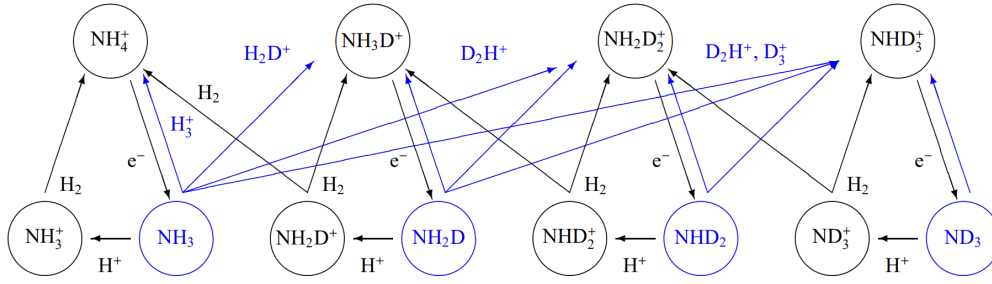 NH₄⁺ H₂D⁺ NH₃D⁺ D₂H⁺ NH₂D₂⁺ D₂H⁺, D₃⁺ NHD₃⁺
H₂
H₃⁺
e⁻ e⁻ e⁻ e⁻
H₂ H₂ H₂ H₂
NH₃⁺ NH₃ NH₂D⁺ NH₂D NHD₂⁺ NHD₂ ND₃⁺ ND₃
H⁺ H⁺ H⁺ H⁺